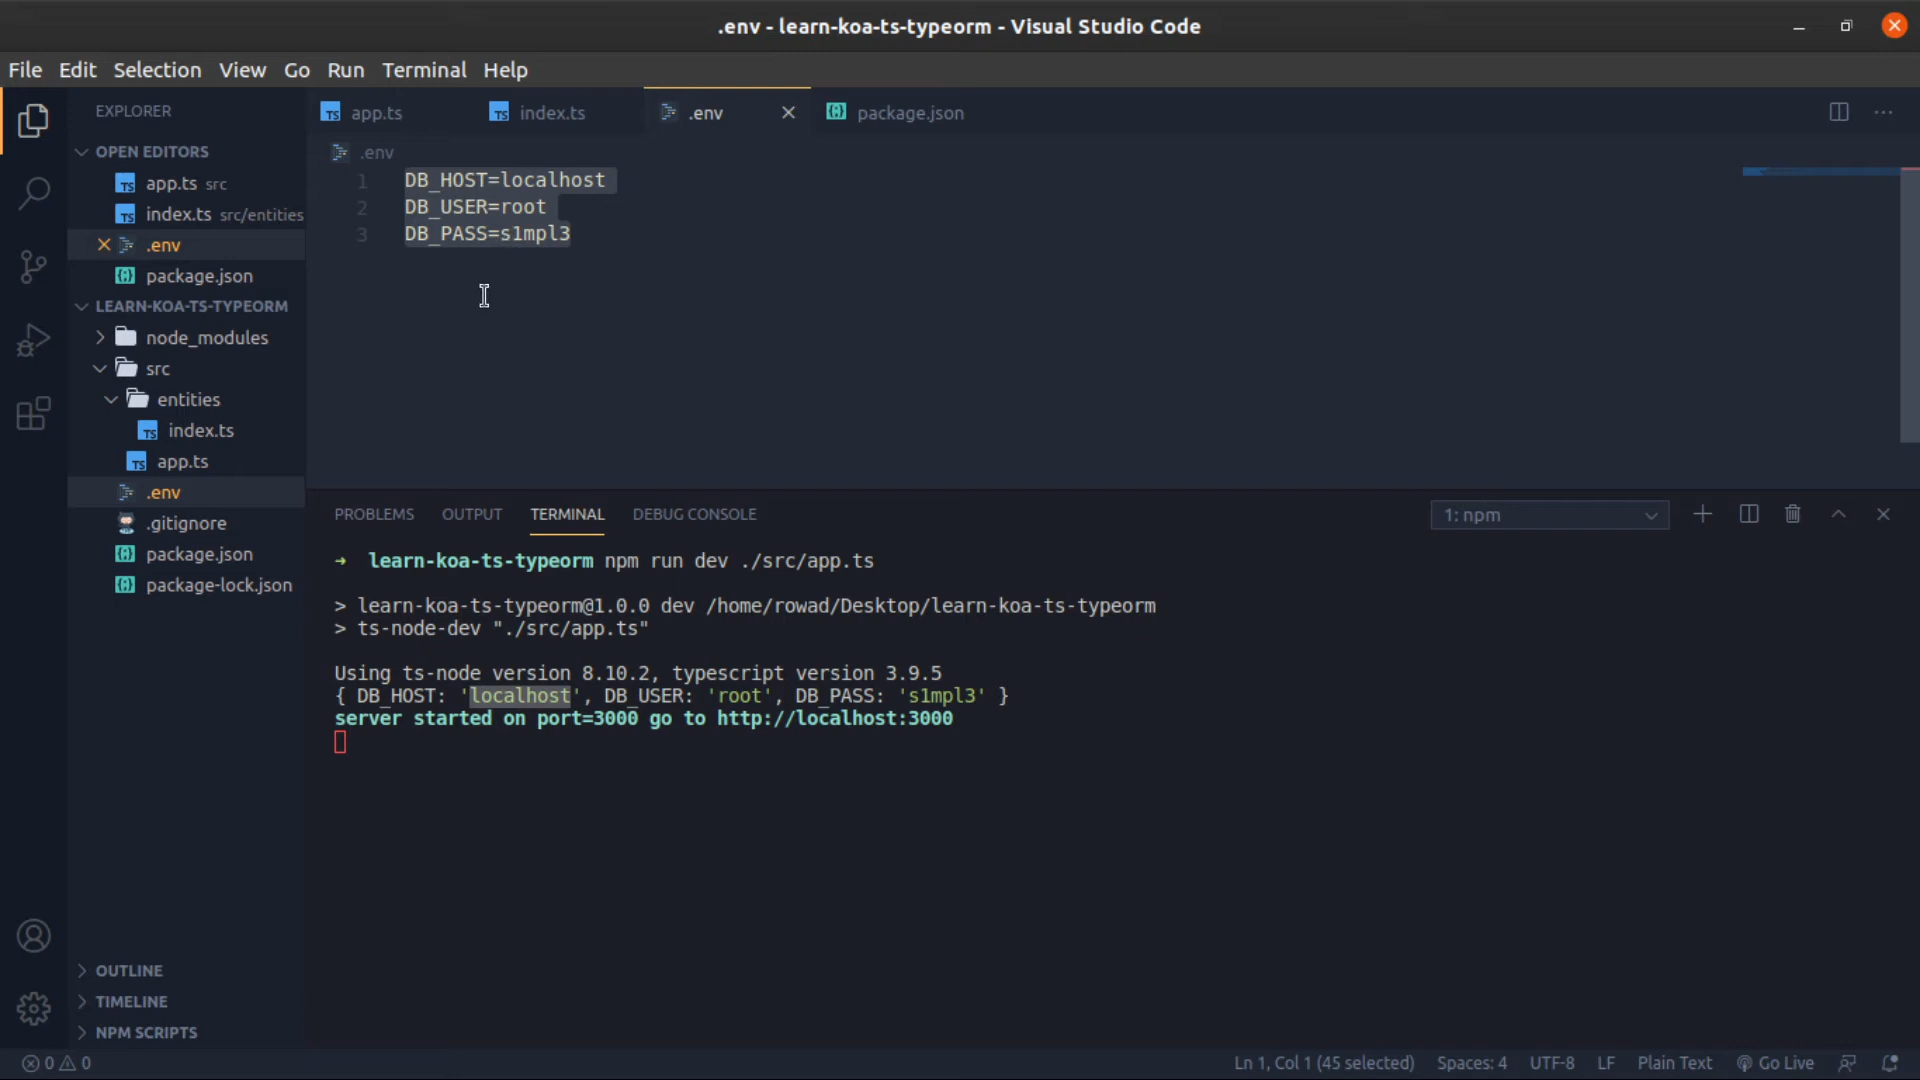 .env - learn-koa-ts-typeorm - Visual Studio Code
File Edit Selection View Go Run Terminal Help
EXPLORER
OPEN EDITORS
app.ts src
index.ts src/entities
.env
package.json
LEARN-KOA-TS-TYPEORM
node_modules
src
entities
TS index.ts
TS app.ts
.env
.gitignore
package.json
package-lock.json
OUTLINE
TIMELINE
NPM SCRIPTS
TS app.ts TS index.ts .env package.json
.env
1 DB_HOST=localhost
2 DB_USER=root
3 DB_PASS=s1mpl3
PROBLEMS OUTPUT TERMINAL DEBUG CONSOLE 1: npm
➜ learn-koa-ts-typeorm npm run dev ./src/app.ts
> learn-koa-ts-typeorm@1.0.0 dev /home/rowad/Desktop/learn-koa-ts-typeorm
> ts-node-dev "./src/app.ts"
Using ts-node version 8.10.2, typescript version 3.9.5
{ DB_HOST: 'localhost', DB_USER: 'root', DB_PASS: 's1mpl3' }
server started on port=3000 go to http://localhost:3000
0 0 Ln 1, Col 1 (45 selected) Spaces: 4 UTF-8 LF Plain Text Go Live